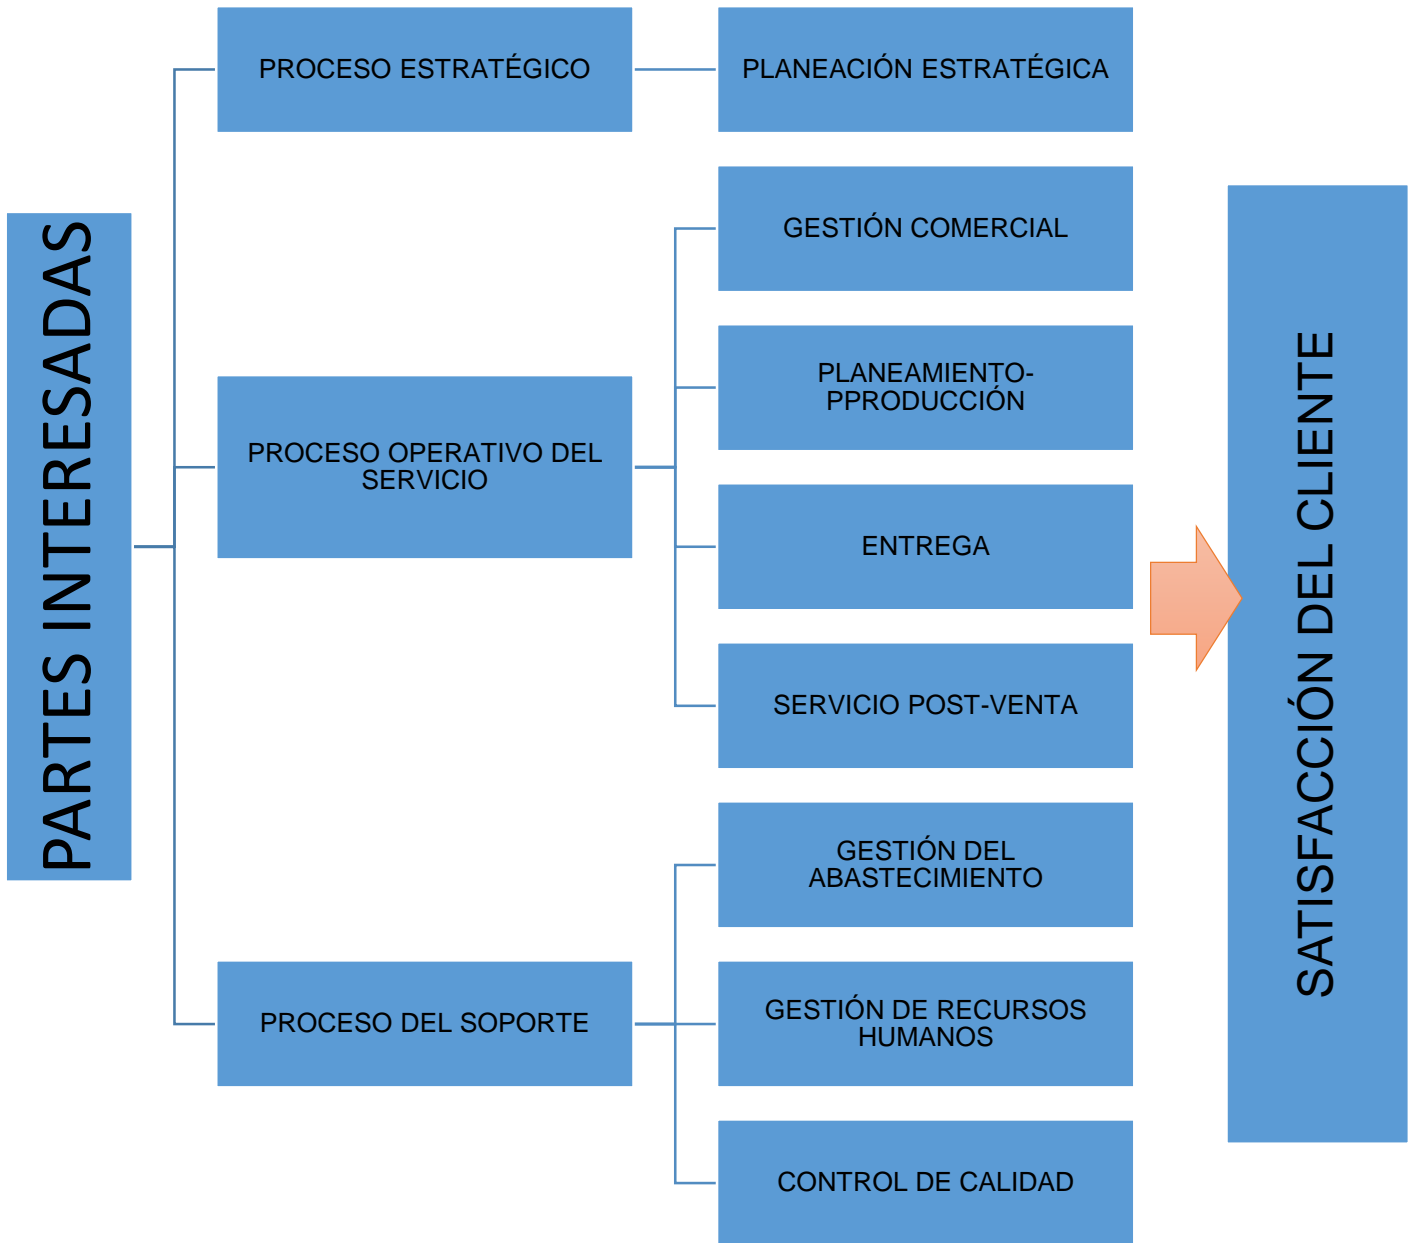 PARTES INTERESADAS
PROCESO ESTRATÉGICO
PLANEACIÓN ESTRATÉGICA
PROCESO OPERATIVO DEL
SERVICIO
GESTIÓN COMERCIAL
PLANEAMIENTO-
PPRODUCCIÓN
ENTREGA
SERVICIO POST-VENTA
PROCESO DEL SOPORTE
GESTIÓN DEL
ABASTECIMIENTO
GESTIÓN DE RECURSOS
HUMANOS
CONTROL DE CALIDAD
SATISFACCIÓN DEL CLIENTE